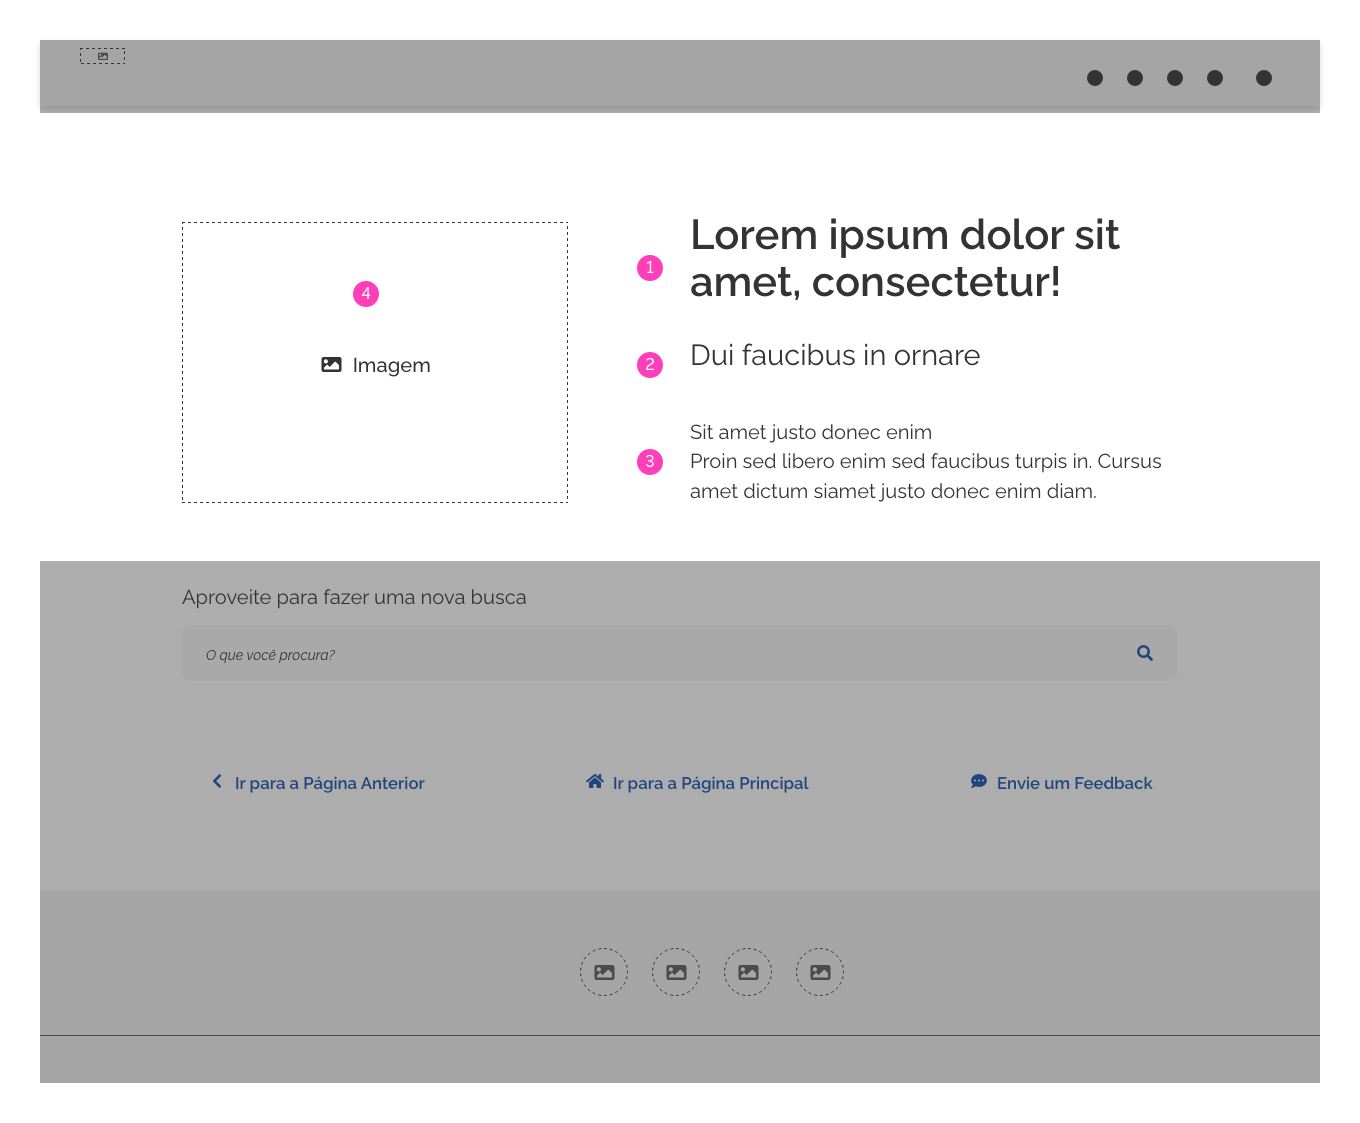 4
Imagem
1
Lorem ipsum dolor sit
amet, consectetur!
2
Dui faucibus in ornare
3
Sit amet justo donec enim
Proin sed libero enim sed faucibus turpis in. Cursus
amet dictum siamet justo donec enim diam.
Aproveite para fazer uma nova busca
O que você procura?
Ir para a Página Anterior
Ir para a Página Principal
Envie um Feedback